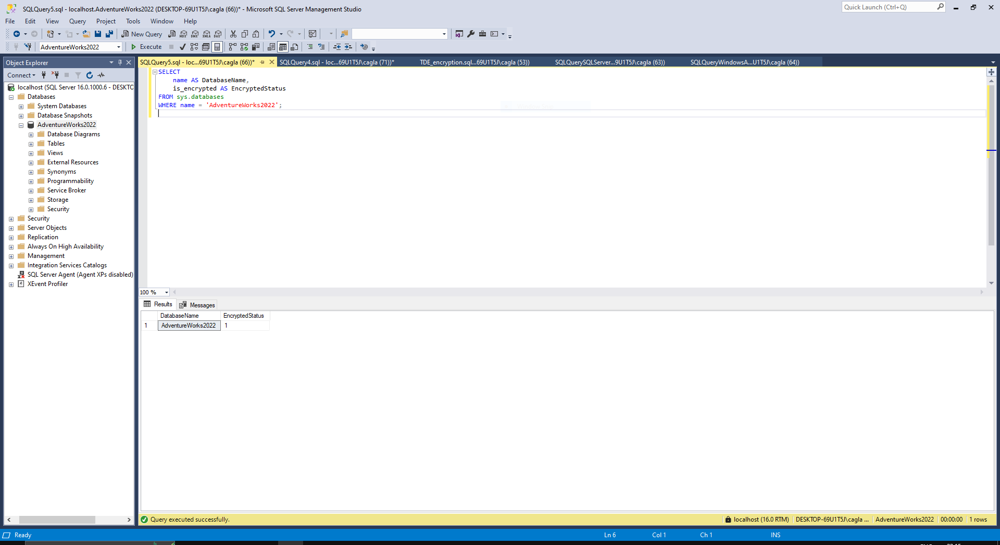 SQLQuery5.sql - localhost.AdventureWorks2022 (DESKTOP-69U1T5J\cagla (66))* - Microsoft SQL Server Management Studio
Quick Launch (Ctrl+Q)
File Edit View Query Project Tools Window Help
New Query
MDX DMX XMLA DAX
AdventureWorks2022
Execute
Object Explorer
SQLQuery5.sql - loc...69U1T5J\cagla (66))*
SQLQuery4.sql - loc...69U1T5J\cagla (71))*
TDE_encryption.sql...69U1T5J\cagla (53))
SQLQuerySQLServer...9U1T5J\cagla (63))
SQLQueryWindowsA...U1T5J\cagla (64))
Connect
localhost (SQL Server 16.0.1000.6 - DESKTC
Databases
System Databases
Database Snapshots
AdventureWorks2022
Database Diagrams
Tables
Views
External Resources
Synonyms
Programmability
Service Broker
Storage
Security
Security
Server Objects
Replication
Always On High Availability
Management
Integration Services Catalogs
SQL Server Agent (Agent XPs disabled)
XEvent Profiler
SELECT
name AS DatabaseName,
is_encrypted AS EncryptedStatus
FROM sys.databases
WHERE name = 'AdventureWorks2022';
100 %
Results Messages
DatabaseName EncryptedStatus
1 AdventureWorks2022 1
Query executed successfully.
localhost (16.0 RTM) DESKTOP-69U1T5J\cagla ... AdventureWorks2022 00:00:00 1 rows
Ready Ln 6 Col 1 Ch 1 INS